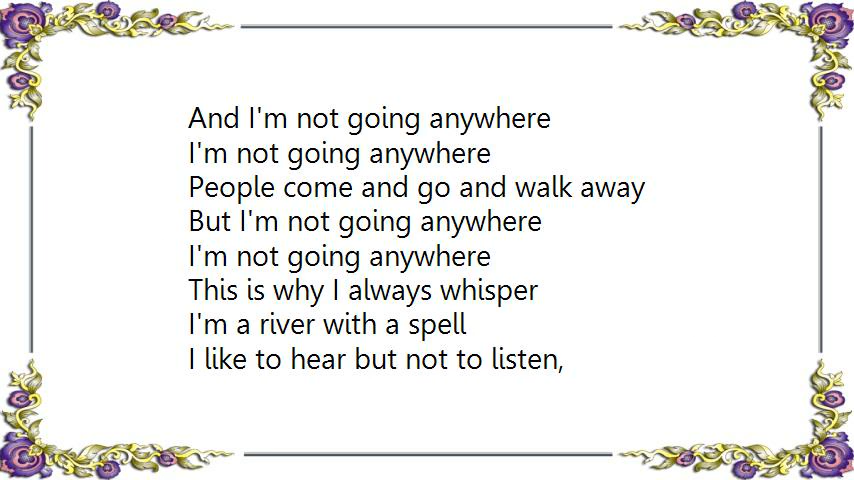 And I'm not going anywhere
I'm not going anywhere
People come and go and walk away
But I'm not going anywhere
I'm not going anywhere
This is why I always whisper
I'm a river with a spell
I like to hear but not to listen,